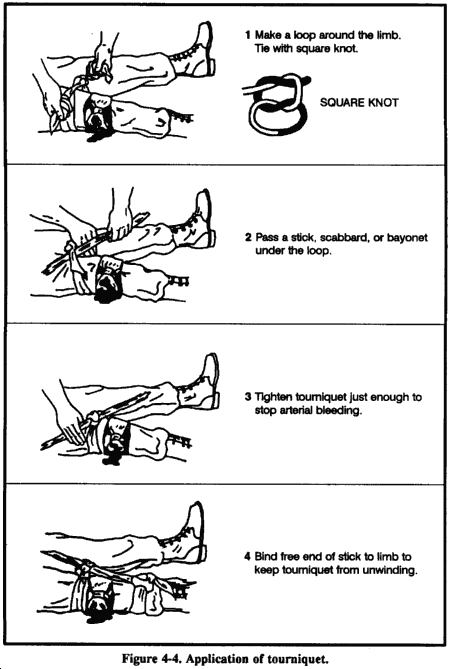 1 Make a loop around the limb.
Tie with square knot.
SQUARE KNOT
2 Pass a stick, scabbard, or bayonet
under the loop.
3 Tighten tourniquet just enough to
stop arterial bleeding.
4 Bind free end of stick to limb to
keep tourniquet from unwinding.
Figure 4-4. Application of tourniquet.